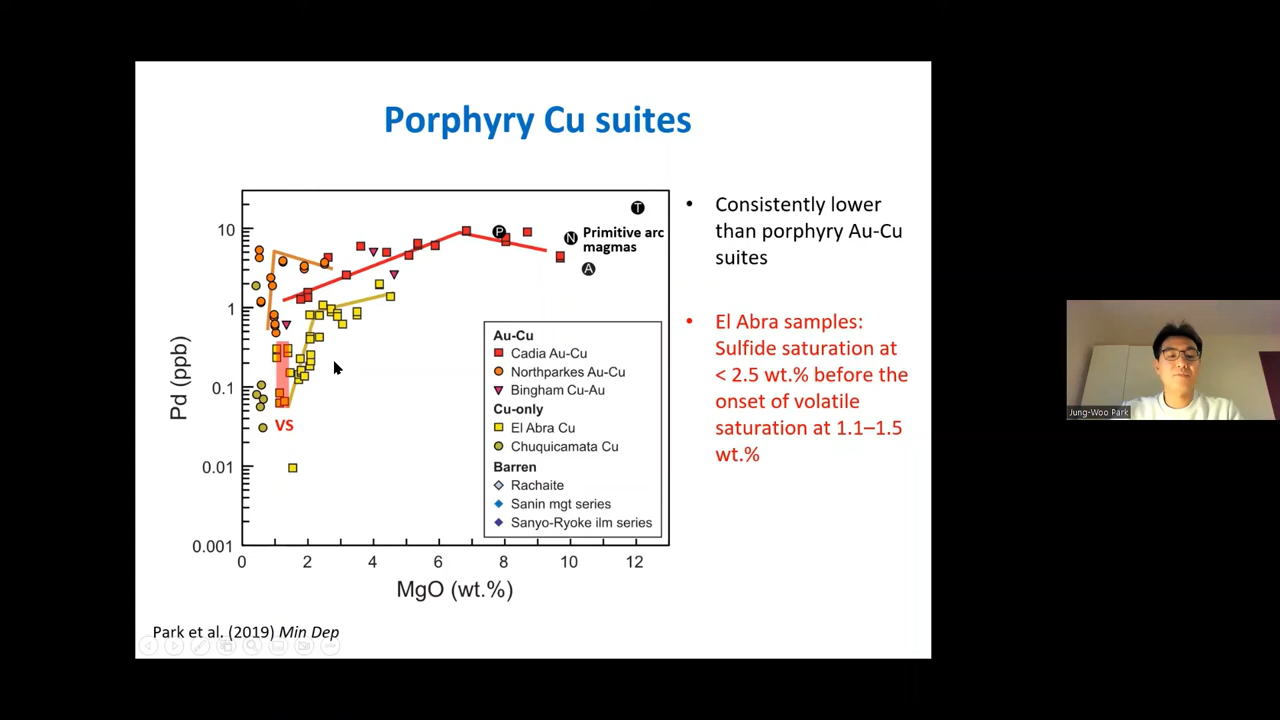 Porphyry Cu suites
10
1
0.1
0.01
0.001
Pd (ppb)
0
2
4
6
8
10
12
MgO (wt.%)
T
P
N
A
Primitive arc
magmas
VS
Au-Cu
Cadia Au-Cu
Northparkes Au-Cu
Bingham Cu-Au
Cu-only
El Abra Cu
Chuquicamata Cu
Barren
Rachaite
Sanin mgt series
Sanyo-Ryoke ilm series
• Consistently lower
than porphyry Au-Cu
suites
• El Abra samples:
Sulfide saturation at
< 2.5 wt.% before the
onset of volatile
saturation at 1.1–1.5
wt.%
Park et al. (2019) Min Dep
Jung-Woo Park